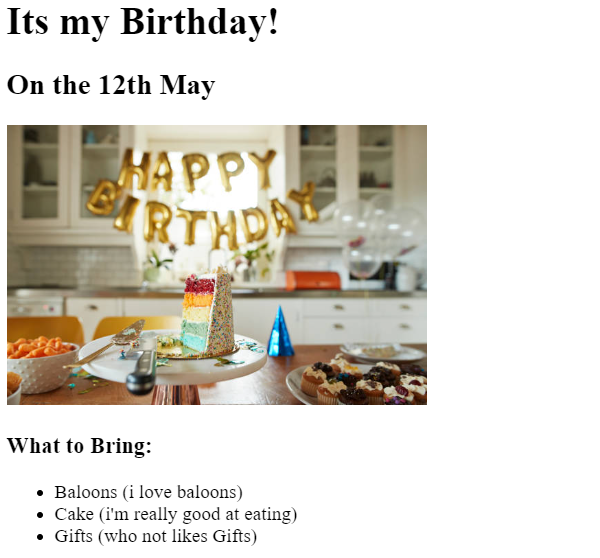 Its my Birthday!
On the 12th May
HAPPY
BIRTHDAY
What to Bring:
Baloons (i love baloons)
Cake (i'm really good at eating)
Gifts (who not likes Gifts)